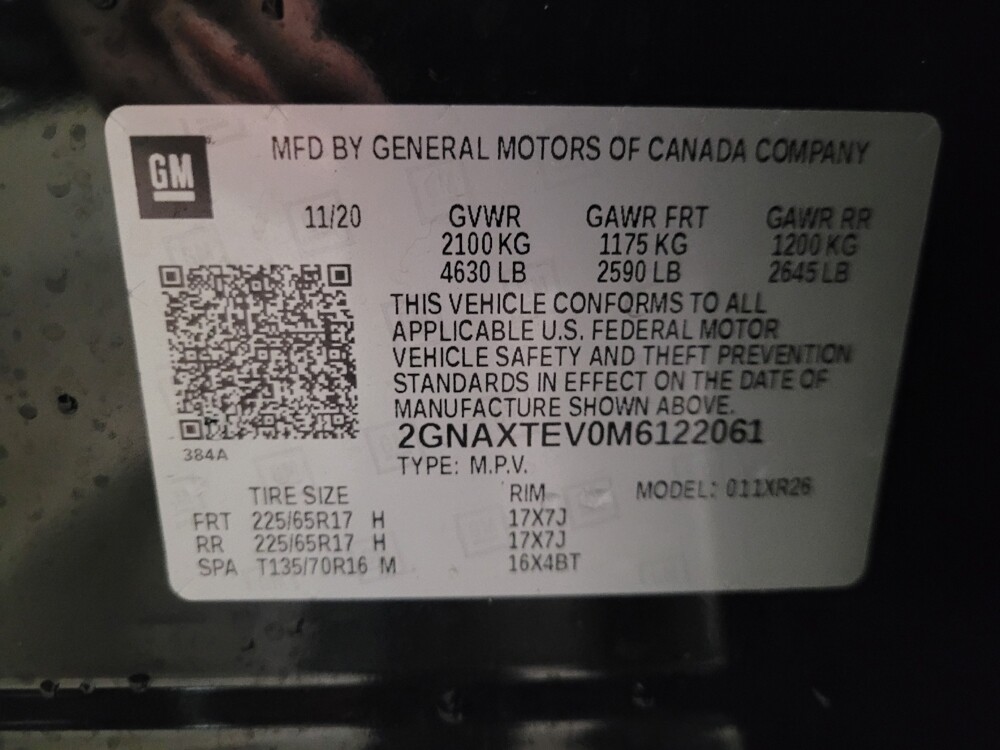 GM
MFD BY GENERAL MOTORS OF CANADA COMPANY
11/20 GVWR GAWR FRT GAWR RR
2100 KG 1175 KG 1200 KG
4630 LB 2590 LB 2645 LB
THIS VEHICLE CONFORMS TO ALL
APPLICABLE U.S. FEDERAL MOTOR
VEHICLE SAFETY AND THEFT PREVENTION
STANDARDS IN EFFECT ON THE DATE OF
MANUFACTURE SHOWN ABOVE.
2GNAXTEV0M6122061
384A
TYPE: M.P.V.
TIRE SIZE RIM MODEL: 011XR26
FRT 225/65R17 H 17X7J
RR 225/65R17 H 17X7J
SPA T135/70R16 M 16X4BT